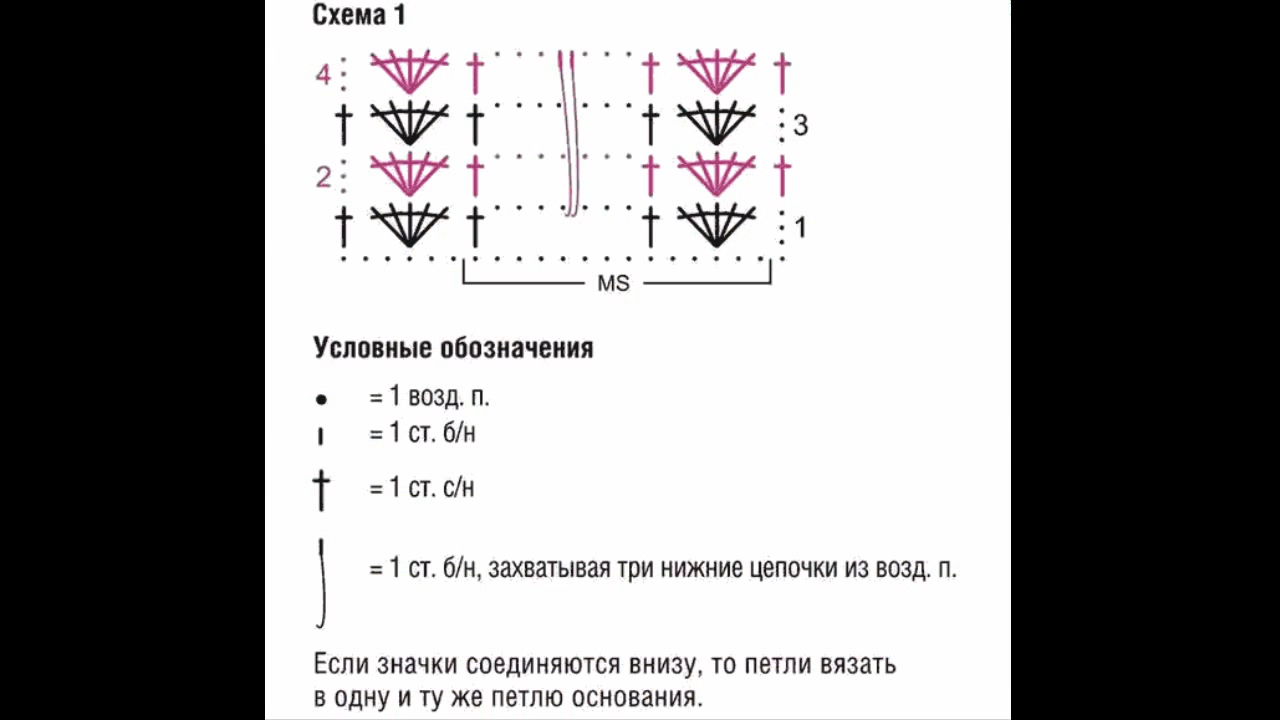 Схема 1
4
3
2
1
MS
Условные обозначения
= 1 возд. п.
= 1 ст. б/н
= 1 ст. с/н
= 1 ст. б/н, захватывая три нижние цепочки из возд. п.
Если значки соединяются внизу, то петли вязать
в одну и ту же петлю основания.